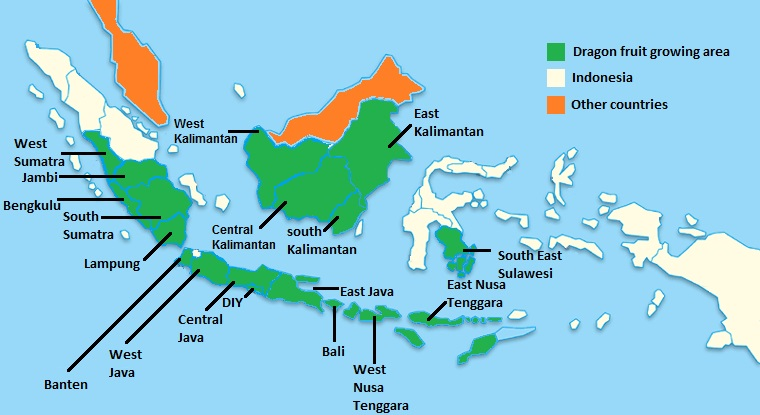 Dragon fruit growing area
Indonesia
Other countries
West
Kalimantan
East
Kalimantan
West
Sumatra
Jambi
Bengkulu
South
Sumatra
Lampung
Central
Kalimantan
south
Kalimantan
South East
Sulawesi
East Nusa
Tenggara
East Java
DIY
Central
Java
Bali
West
Java
West
Nusa
Tenggara
Banten